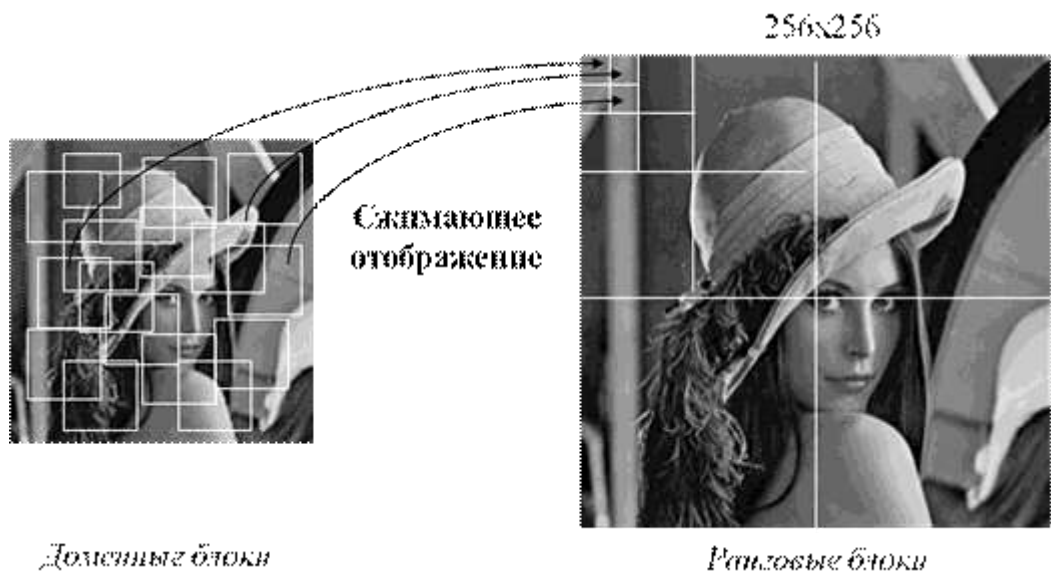 256x256
Сжимающее
отображение
Доменные блоки
Ранговые блоки